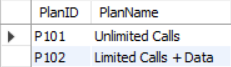 PlanID PlanName
P101 Unlimited Calls
P102 Limited Calls + Data